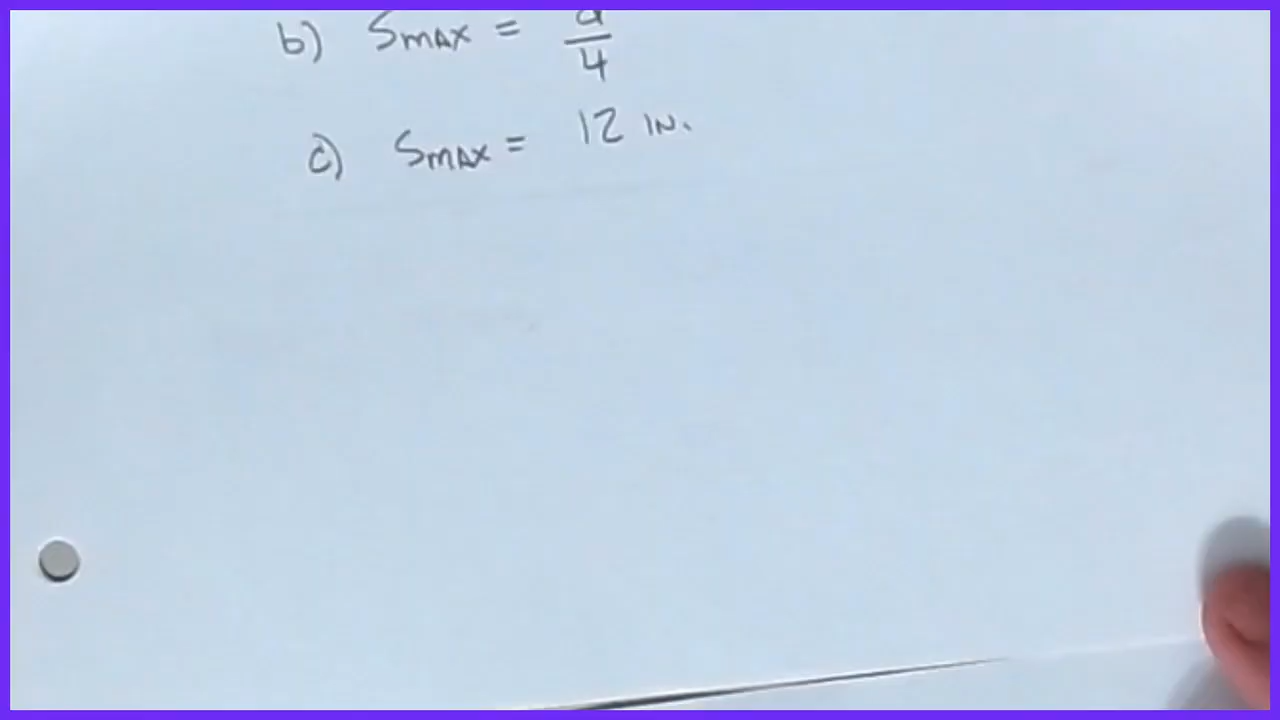 b) SMAX = d/4
c) SMAX = 12 IN.